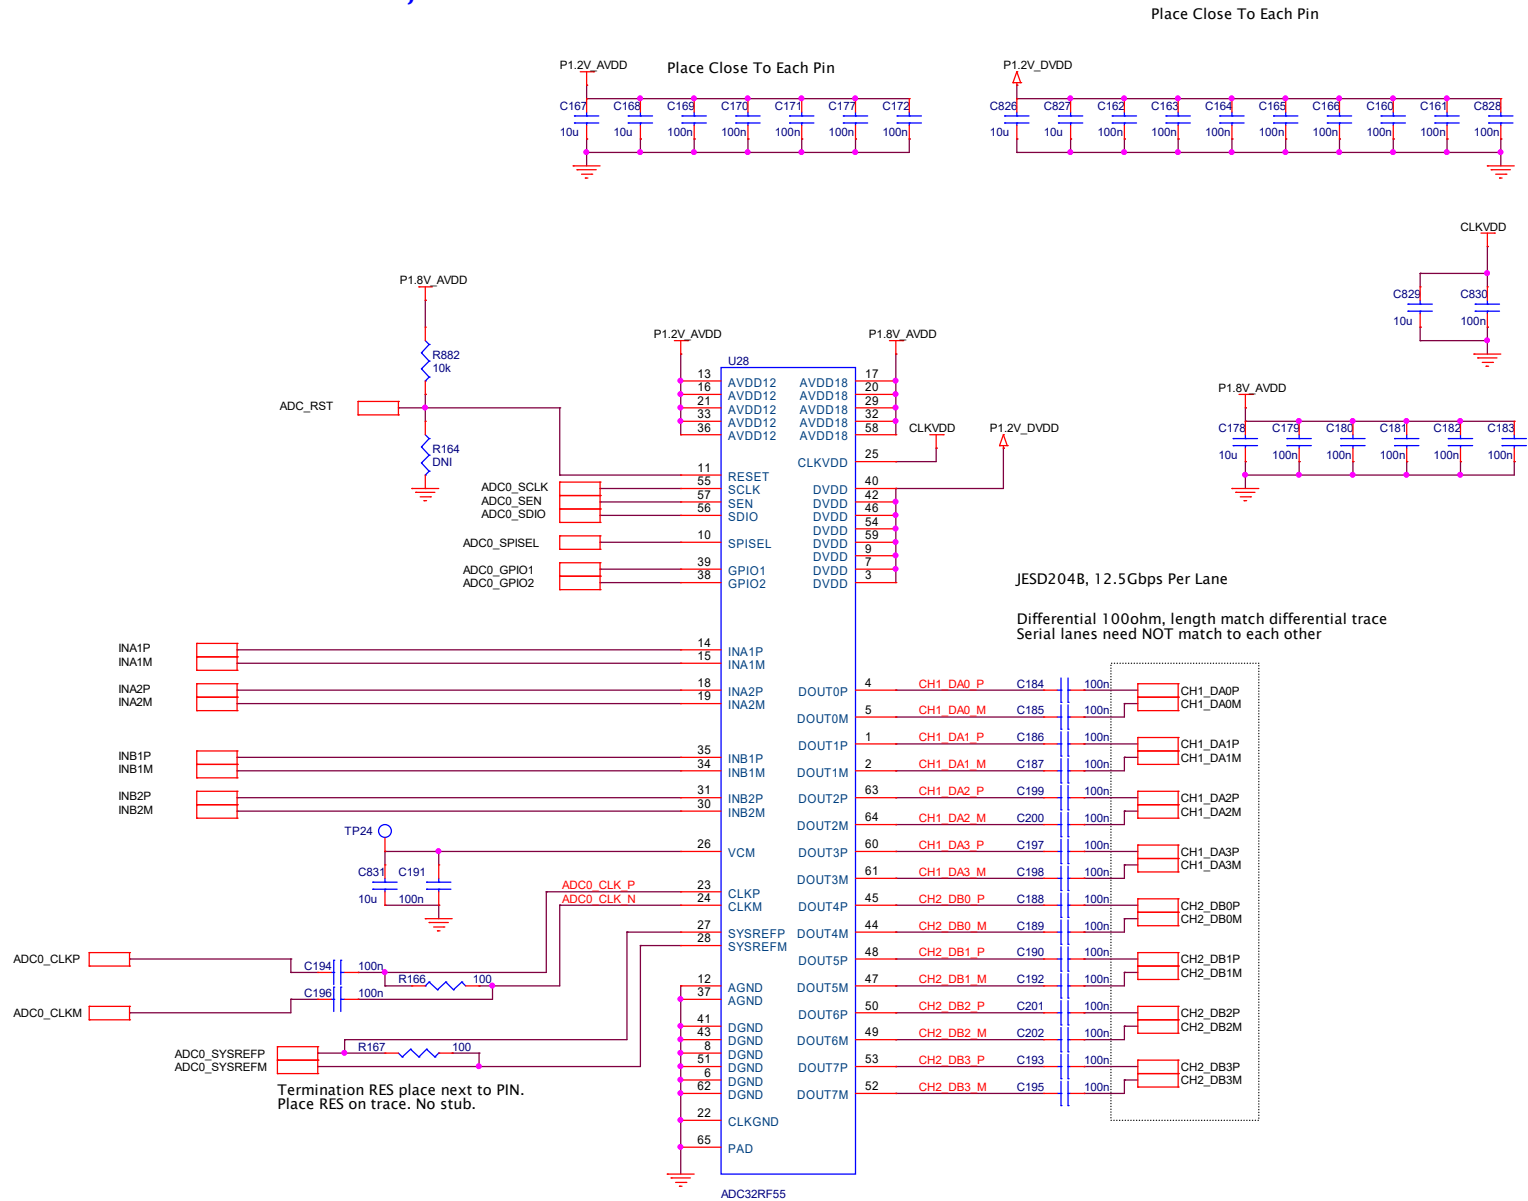 Place Close To Each Pin
P1.2V_AVDD
Place Close To Each Pin
P1.2V_DVDD
C167 C168 C169 C170 C171 C177 C172
10u 10u 100n 100n 100n 100n 100n
C826 C827 C162 C163 C164 C165 C166 C160 C161 C828
10u 10u 100n 100n 100n 100n 100n 100n 100n 100n
CLKVDD
C829 C830
10u 100n
P1.8V_AVDD
R882
10k
ADC_RST
R164
DNI
P1.8V_AVDD
C178 C179 C180 C181 C182 C183
10u 100n 100n 100n 100n 100n
P1.2V_AVDD
P1.8V_AVDD
U28
13 AVDD12 AVDD18 17
16 AVDD12 AVDD18 20
21 AVDD12 AVDD18 29
33 AVDD12 AVDD18 32
36 AVDD12 AVDD18 58
CLKVDD
P1.2V_DVDD
CLKVDD 25
11 RESET
ADC0_SCLK 55 SCLK DVDD 40
ADC0_SEN 57 SEN DVDD 42
ADC0_SDIO 56 SDIO DVDD 46
DVDD 54
ADC0_SPISEL 10 SPISEL DVDD 59
DVDD 9
ADC0_GPIO1 39 GPIO1 DVDD 7
ADC0_GPIO2 38 GPIO2 DVDD 3
JESD204B, 12.5Gbps Per Lane
Differential 100ohm, length match differential trace
Serial lanes need NOT match to each other
INA1P 14 INA1P
INA1M 15 INA1M
INA2P 18 INA2P
INA2M 19 INA2M
INB1P 35 INB1P
INB1M 34 INB1M
INB2P 31 INB2P
INB2M 30 INB2M
TP24
26 VCM
C831 C191
10u 100n
ADC0_CLK_P 23 CLKP
ADC0_CLK_N 24 CLKM
27 SYSREFP
28 SYSREFM
ADC0_CLKP
C194 100n
R166 100
C196 100n
ADC0_CLKM
ADC0_SYSREFP R167 100
ADC0_SYSREFM
Termination RES place next to PIN.
Place RES on trace. No stub.
12 AGND
37 AGND
41 DGND
43 DGND
8 DGND
51 DGND
6 DGND
62 DGND
22 CLKGND
65 PAD
DOUT0P 4 CH1_DA0_P C184 100n CH1_DA0P
DOUT0M 5 CH1_DA0_M C185 100n CH1_DA0M
DOUT1P 1 CH1_DA1_P C186 100n CH1_DA1P
DOUT1M 2 CH1_DA1_M C187 100n CH1_DA1M
DOUT2P 63 CH1_DA2_P C199 100n CH1_DA2P
DOUT2M 64 CH1_DA2_M C200 100n CH1_DA2M
DOUT3P 60 CH1_DA3_P C197 100n CH1_DA3P
DOUT3M 61 CH1_DA3_M C198 100n CH1_DA3M
DOUT4P 45 CH2_DB0_P C188 100n CH2_DB0P
DOUT4M 44 CH2_DB0_M C189 100n CH2_DB0M
DOUT5P 48 CH2_DB1_P C190 100n CH2_DB1P
DOUT5M 47 CH2_DB1_M C192 100n CH2_DB1M
DOUT6P 50 CH2_DB2_P C201 100n CH2_DB2P
DOUT6M 49 CH2_DB2_M C202 100n CH2_DB2M
DOUT7P 53 CH2_DB3_P C193 100n CH2_DB3P
DOUT7M 52 CH2_DB3_M C195 100n CH2_DB3M
ADC32RF55